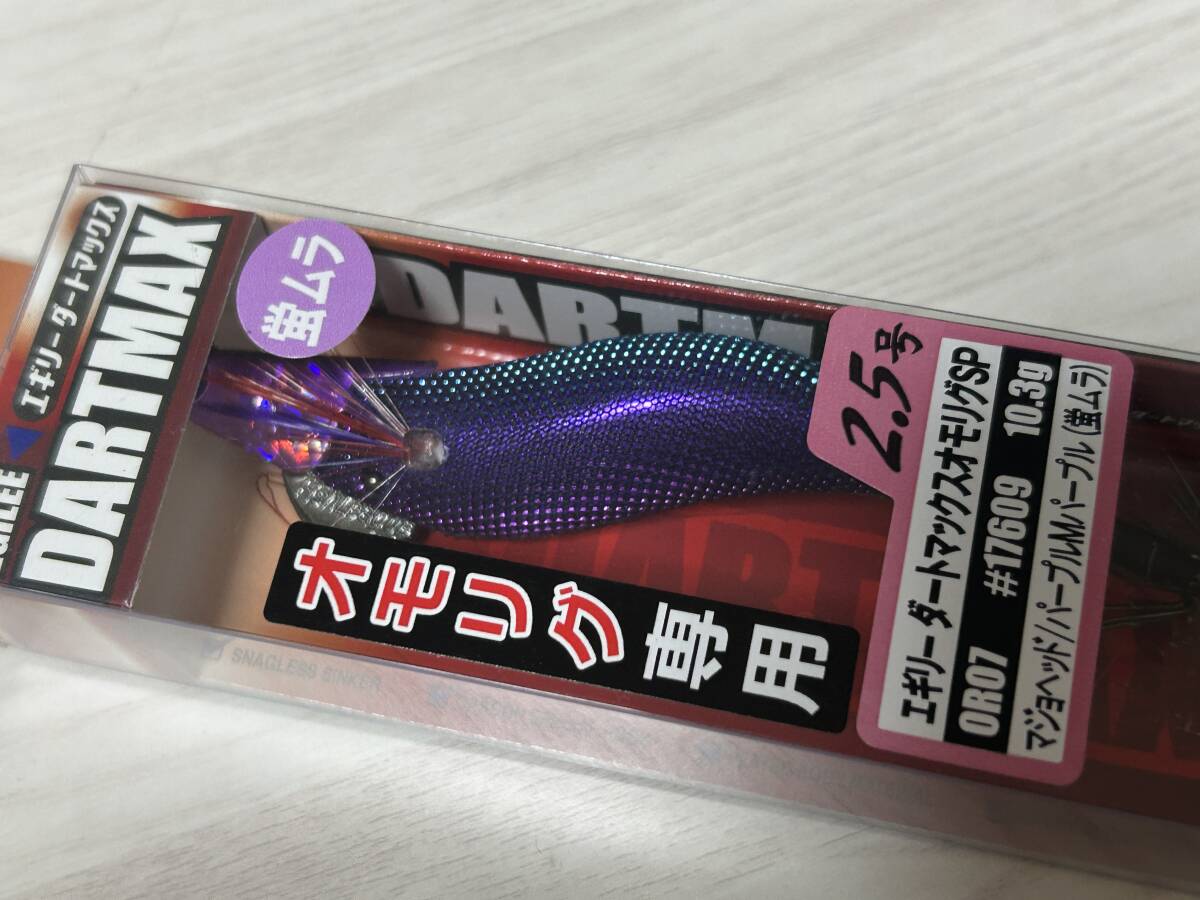 エギリー ダートマックス
DARTMAX
蛍ムラ
DARTM
オモリグ専用
2.5号
エギリー ダートマックスオモリグSP
OR07 #17609 10.3g
マジョヘッド/パープルMパープル (蛍ムラ)
SNAGLESS SINKER